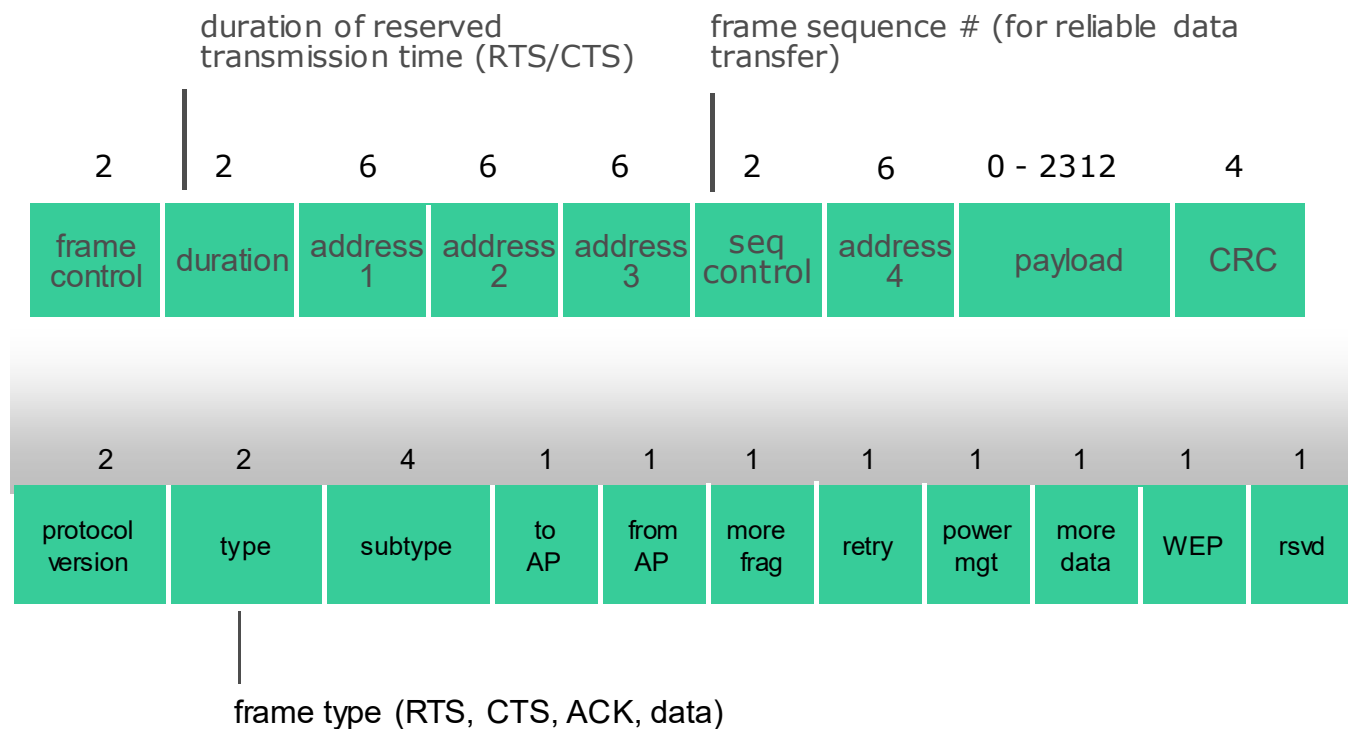 duration of reserved
transmission time (RTS/CTS)
frame sequence # (for reliable data
transfer)
2 2 6 6 6 2 6 0 - 2312 4
frame
control
duration
address
1
address
2
address
3
seq
control
address
4
payload
CRC
2 2 4 1 1 1 1 1 1 1 1
protocol
version
type
subtype
to
AP
from
AP
more
frag
retry
power
mgt
more
data
WEP
rsvd
frame type (RTS, CTS, ACK, data)